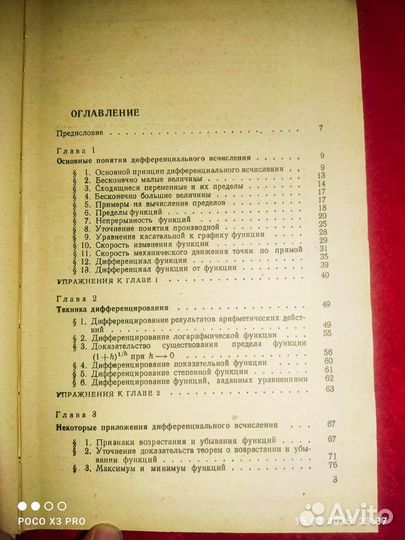 ОГЛАВЛЕНИЕ
Предисловие . . . . . . . . . . . . . . . . 7
Глава 1
Основные понятия дифференциального исчисления . . . . 9
§ 1. Основной принцип дифференциального исчисления . . . 9
§ 2. Бесконечно малые величины . . . . . . . . . 13
§ 3. Сходящиеся переменные и их пределы . . . . . . 14
§ 4. Бесконечно большие величины . . . . . . . . 17
§ 5. Примеры на вычисление пределов . . . . . . . 17
§ 6. Пределы функций . . . . . . . . . . . . 18
§ 7. Непрерывность функций . . . . . . . . . . 20
§ 8. Уточнение понятия производной . . . . . . . . 25
§ 9. Уравнение касательной к графику функции . . . . . 28
§ 10. Скорость изменения функции . . . . . . . . . 29
§ 11. Скорость механического движения точки по прямой . . 31
§ 12. Дифференциал функции . . . . . . . . . . 35
§ 13. Дифференциал функции от функции . . . . . . . 39
УПРАЖНЕНИЯ К ГЛАВЕ 1 . . . . . . . . . . . 40
Глава 2
Техника дифференцирования . . . . . . . . . . 49
§ 1. Дифференцирование результатов арифметических дейст-
вий . . . . . . . . . . . . . . . . 49
§ 2. Дифференцирование логарифмической функции . . . . 55
§ 3. Доказательство существования предела функции
(1+h)^{1/h} при h → 0 . . . . . . . . . . . 56
§ 4. Дифференцирование показательной функции . . . . . 60
§ 5. Дифференцирование степенной функции . . . . . . 61
§ 6. Дифференцирование функций, заданных уравнениями 62
УПРАЖНЕНИЯ К ГЛАВЕ 2 . . . . . . . . . . . 63
Глава 3
Некоторые приложения дифференциального исчисления . . . 67
§ 1. Признаки возрастания и убывания функций . . . . . 67
§ 2. Уточнение доказательств теорем о возрастании и убы-
вании функций . . . . . . . . . . . . . 71
§ 3. Максимум и минимум функций . . . . . . . . 76
3
POCO X3 PRO
Avito